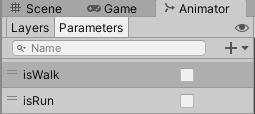 Scene Game Animator
Layers Parameters
Name
isWalk
isRun